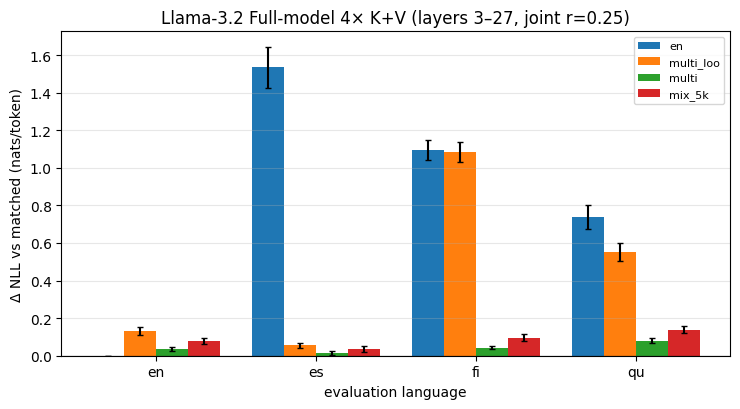 Llama-3.2 Full-model 4× K+V (layers 3–27, joint r=0.25)
en
multi_loo
multi
mix_5k
Δ NLL vs matched (nats/token)
1.6
1.4
1.2
1.0
0.8
0.6
0.4
0.2
0.0
en es fi qu
evaluation language